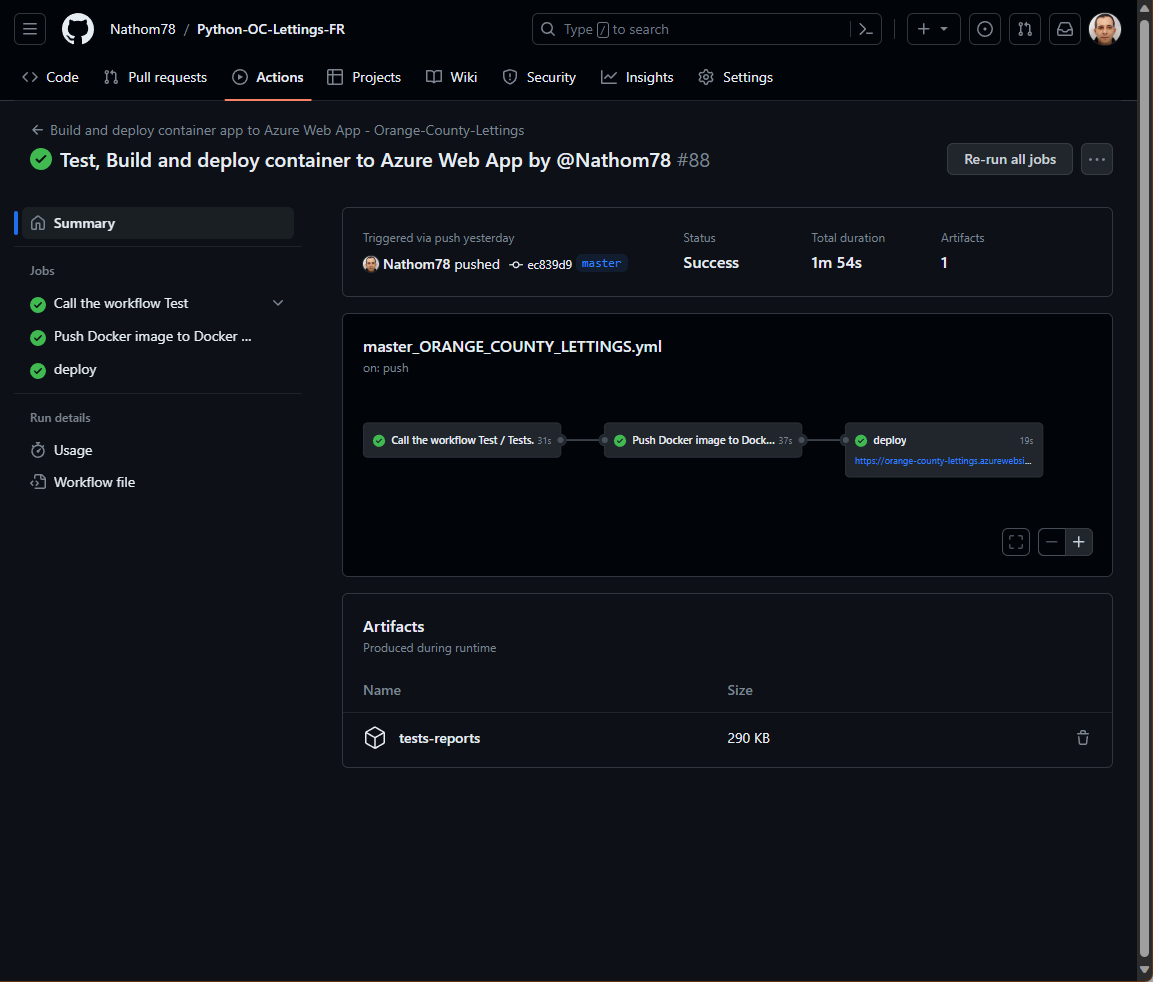 Nathom78 / Python-OC-Lettings-FR
Type / to search
Code Pull requests Actions Projects Wiki Security Insights Settings
Build and deploy container app to Azure Web App - Orange-County-Lettings
Test, Build and deploy container to Azure Web App by @Nathom78 #88
Re-run all jobs
Summary
Jobs
Call the workflow Test
Push Docker image to Docker ...
deploy
Run details
Usage
Workflow file
Triggered via push yesterday
Nathom78 pushed ec839d9 master
Status
Success
Total duration
1m 54s
Artifacts
1
master_ORANGE_COUNTY_LETTINGS.yml
on: push
Call the workflow Test / Tests. 31s
Push Docker image to Dock... 37s
deploy 19s
https://orange-county-lettings.azurewebsi...
Artifacts
Produced during runtime
Name Size
tests-reports 290 KB